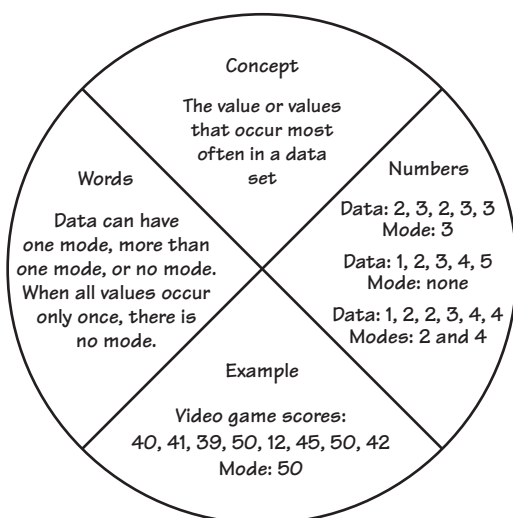 Concept
The value or values
that occur most
often in a data
set
Words
Data can have
one mode, more than
one mode, or no mode.
When all values occur
only once, there is
no mode.
Numbers
Data: 2, 3, 2, 3, 3
Mode: 3
Data: 1, 2, 3, 4, 5
Mode: none
Data: 1, 2, 2, 3, 4, 4
Modes: 2 and 4
Example
Video game scores:
40, 41, 39, 50, 12, 45, 50, 42
Mode: 50